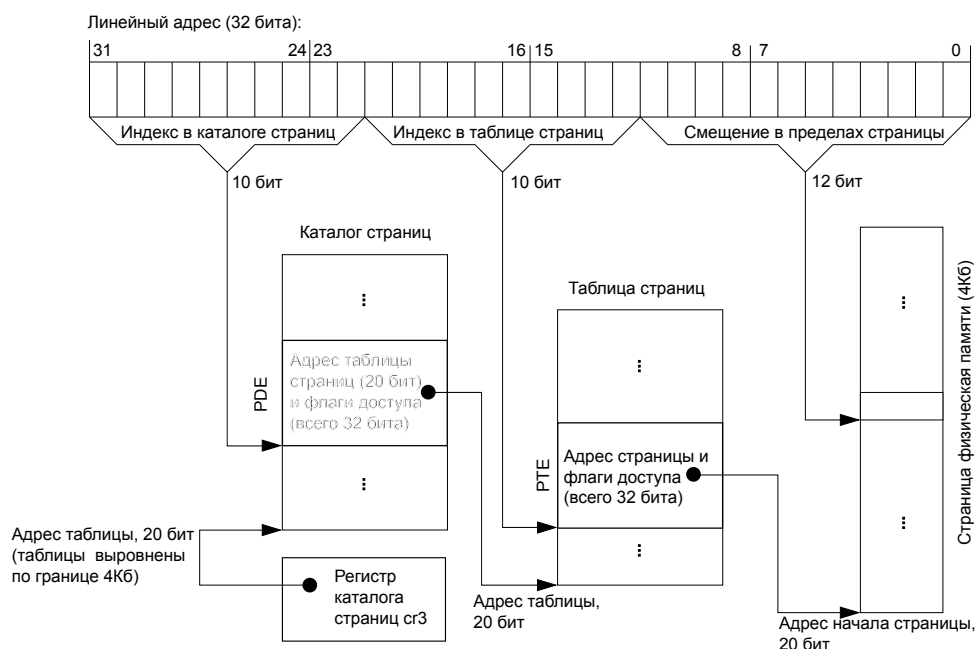 Линейный адрес (32 бита):
31 24 23 16 15 8 7 0
Индекс в каталоге страниц
Индекс в таблице страниц
Смещение в пределах страницы
10 бит
10 бит
12 бит
Каталог страниц
Таблица страниц
Страница физической памяти (4Кб)
PDE
Адрес таблицы
страниц (20 бит)
и флаги доступа
(всего 32 бита)
PTE
Адрес страницы и
флаги доступа
(всего 32 бита)
Адрес таблицы, 20 бит
(таблицы выровнены
по границе 4Кб)
Регистр
каталога
страниц cr3
Адрес таблицы,
20 бит
Адрес начала страницы,
20 бит